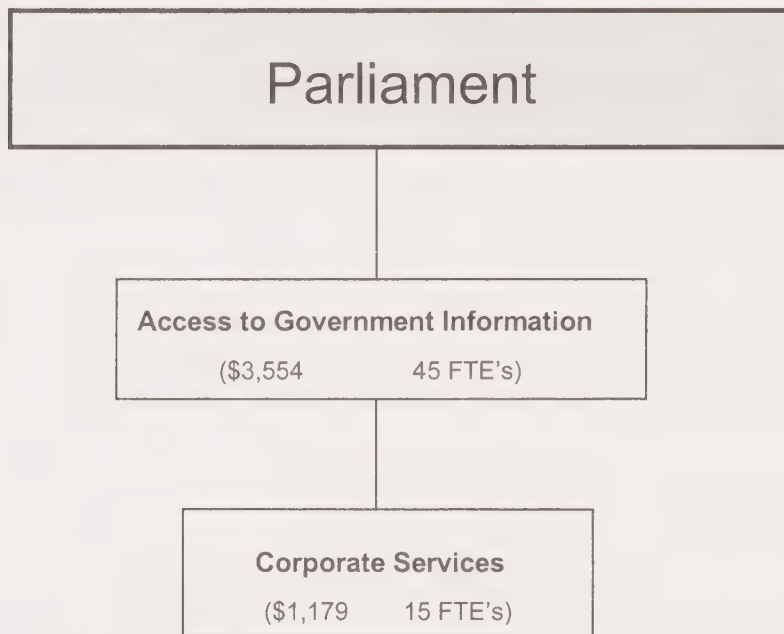 Parliament
Access to Government Information
($3,554 45 FTE's)
Corporate Services
($1,179 15 FTE's)